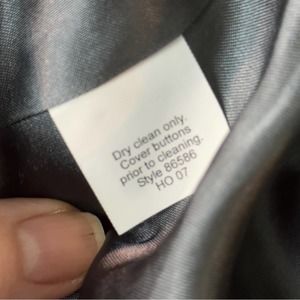 Dry clean only.
Cover buttons
prior to cleaning.
Style 86586
HO 07